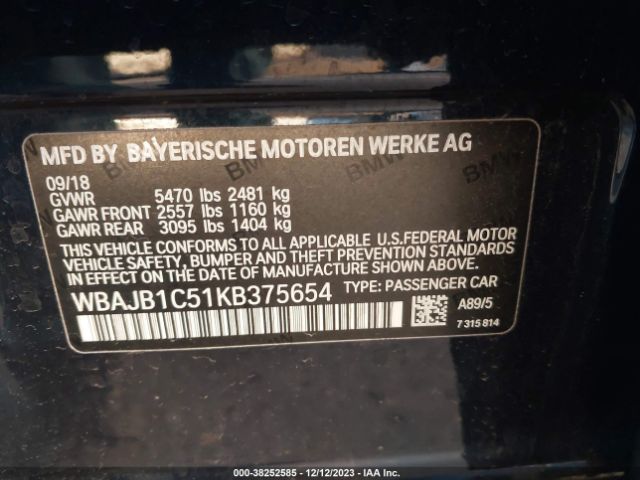 MFD BY BAYERISCHE MOTOREN WERKE AG
09/18
GVWR 5470 lbs 2481 kg
GAWR FRONT 2557 lbs 1160 kg
GAWR REAR 3095 lbs 1404 kg
THIS VEHICLE CONFORMS TO ALL APPLICABLE U.S.FEDERAL MOTOR
VEHICLE SAFETY, BUMPER AND THEFT PREVENTION STANDARDS
IN EFFECT ON THE DATE OF MANUFACTURE SHOWN ABOVE.
WBAJB1C51KB375654 TYPE: PASSENGER CAR
A89/5
7 315 814
000-38252585 - 12/12/2023 - IAA Inc.